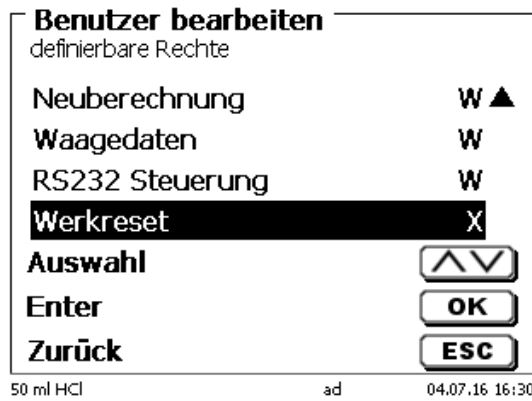 Benutzer bearbeiten
definierbare Rechte
Neuberechnung W ▲
Waagedaten W
RS232 Steuerung W
Werkreset X
Auswahl
Enter OK
Zurück ESC
50 ml HCl ad 04.07.16 16:30